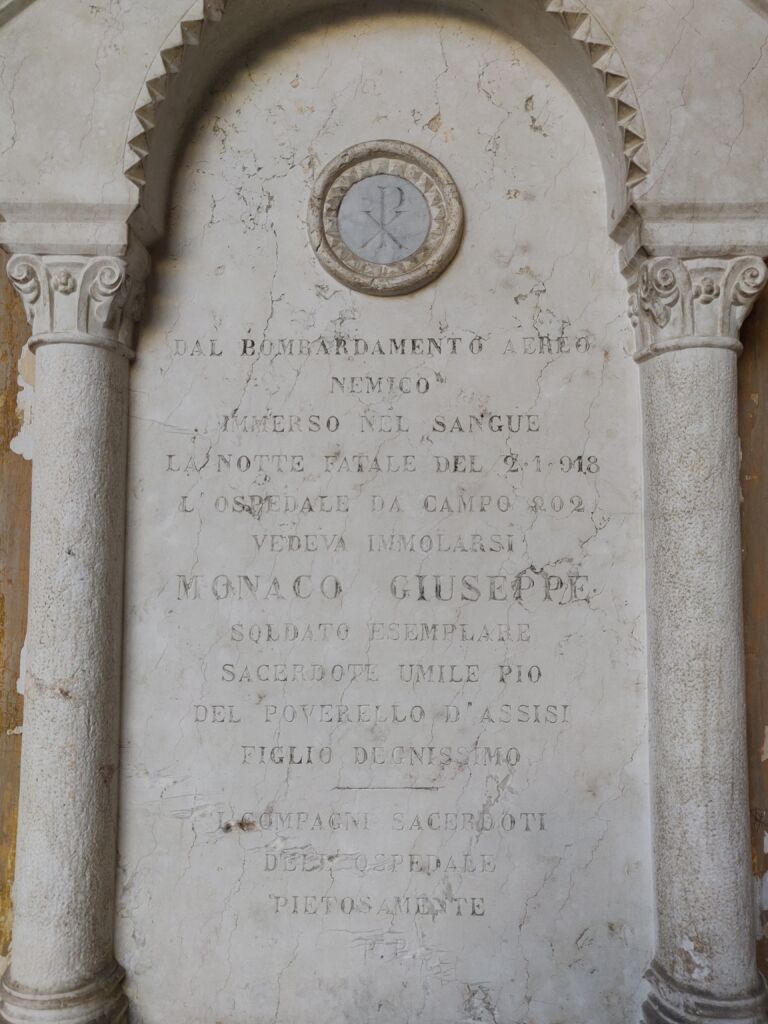 DAL BOMBARDAMENTO AEREO
NEMICO
IMMERSO NEL SANGUE
LA NOTTE FATALE DEL 2·1·918
L'OSPEDALE DA CAMPO 202
VEDEVA IMMOLARSI
MONACO GIUSEPPE
SOLDATO ESEMPLARE
SACERDOTE UMILE PIO
DEL POVERELLO D'ASSISI
FIGLIO DEGNISSIMO
I COMPAGNI SACERDOTI
DELL'OSPEDALE
PIETOSAMENTE